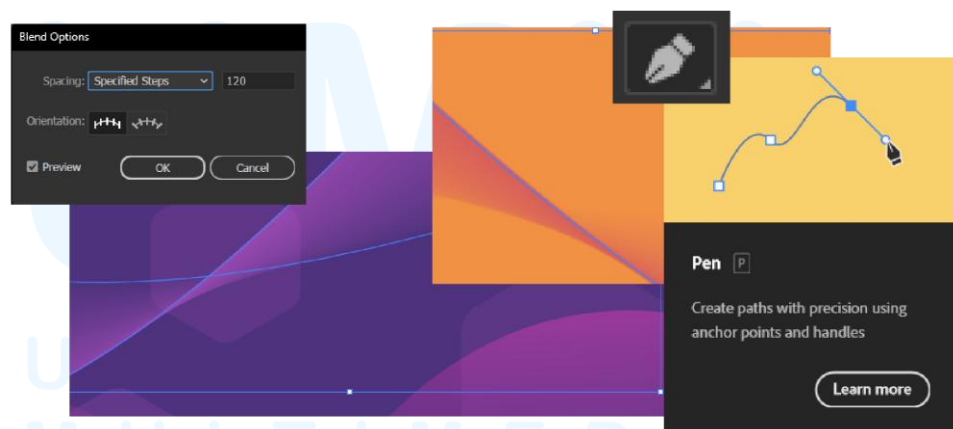 Blend Options
Spacing: Specified Steps 120
Orientation:
Preview OK Cancel
Pen P
Create paths with precision using
anchor points and handles
Learn more